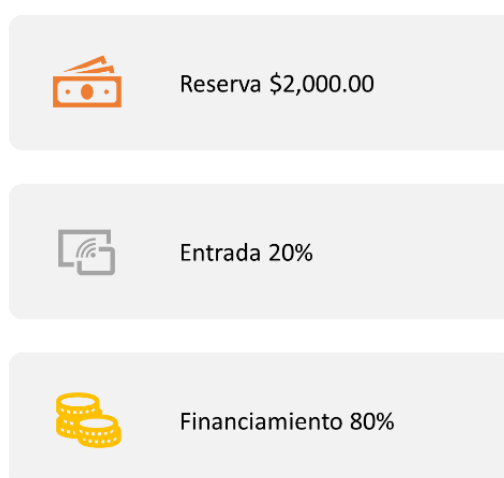 Reserva $2,000.00
Entrada 20%
Financiamiento 80%